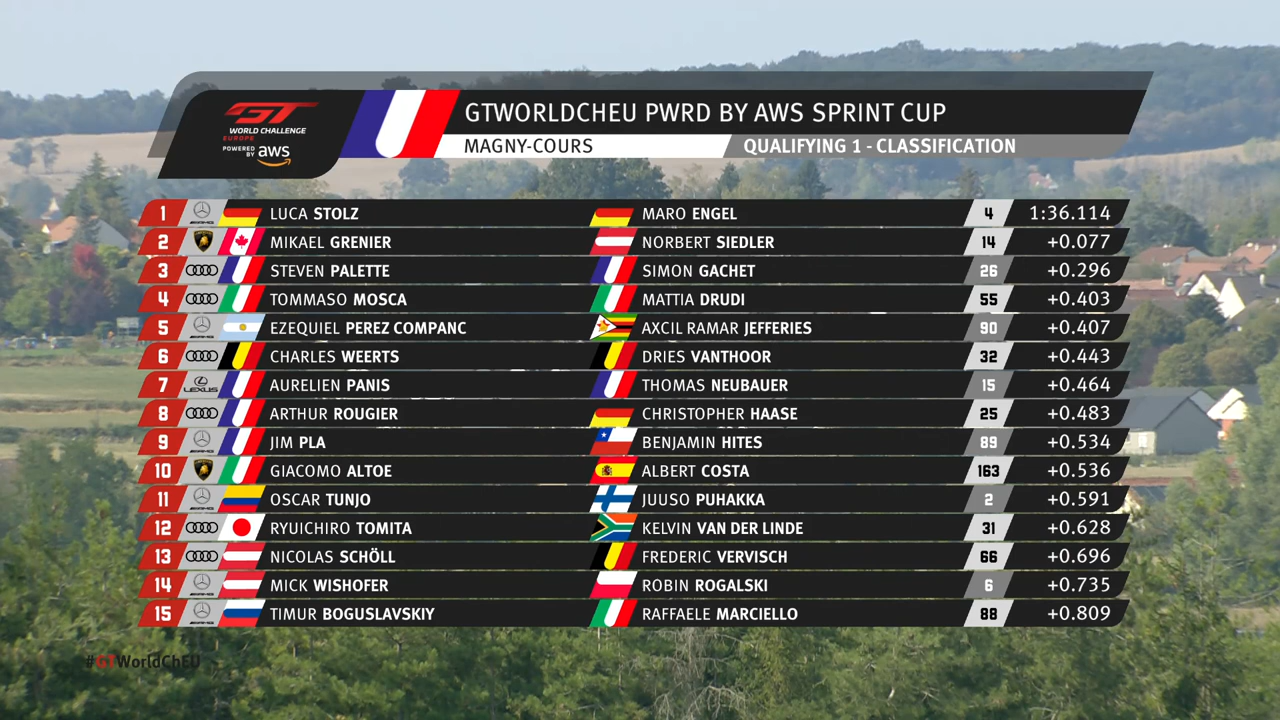 GT
WORLD CHALLENGE
EUROPE
POWERED BY aws
GTWORLDCHEU PWRD BY AWS SPRINT CUP
MAGNY-COURS QUALIFYING 1 - CLASSIFICATION
1 AMG LUCA STOLZ MARO ENGEL 4 1:36.114
2 MIKAEL GRENIER NORBERT SIEDLER 14 +0.077
3 STEVEN PALETTE SIMON GACHET 26 +0.296
4 TOMMASO MOSCA MATTIA DRUDI 55 +0.403
5 AMG EZEQUIEL PEREZ COMPANC AXCIL RAMAR JEFFERIES 90 +0.407
6 CHARLES WEERTS DRIES VANTHOOR 32 +0.443
7 LEXUS AURELIEN PANIS THOMAS NEUBAUER 15 +0.464
8 ARTHUR ROUGIER CHRISTOPHER HAASE 25 +0.483
9 AMG JIM PLA BENJAMIN HITES 89 +0.534
10 GIACOMO ALTOE ALBERT COSTA 163 +0.536
11 AMG OSCAR TUNJO JUUSO PUHAKKA 2 +0.591
12 RYUICHIRO TOMITA KELVIN VAN DER LINDE 31 +0.628
13 NICOLAS SCHÖLL FREDERIC VERVISCH 66 +0.696
14 AMG MICK WISHOFER ROBIN ROGALSKI 6 +0.735
15 AMG TIMUR BOGUSLAVSKIY RAFFAELE MARCIELLO 88 +0.809
#GTWorldChEU